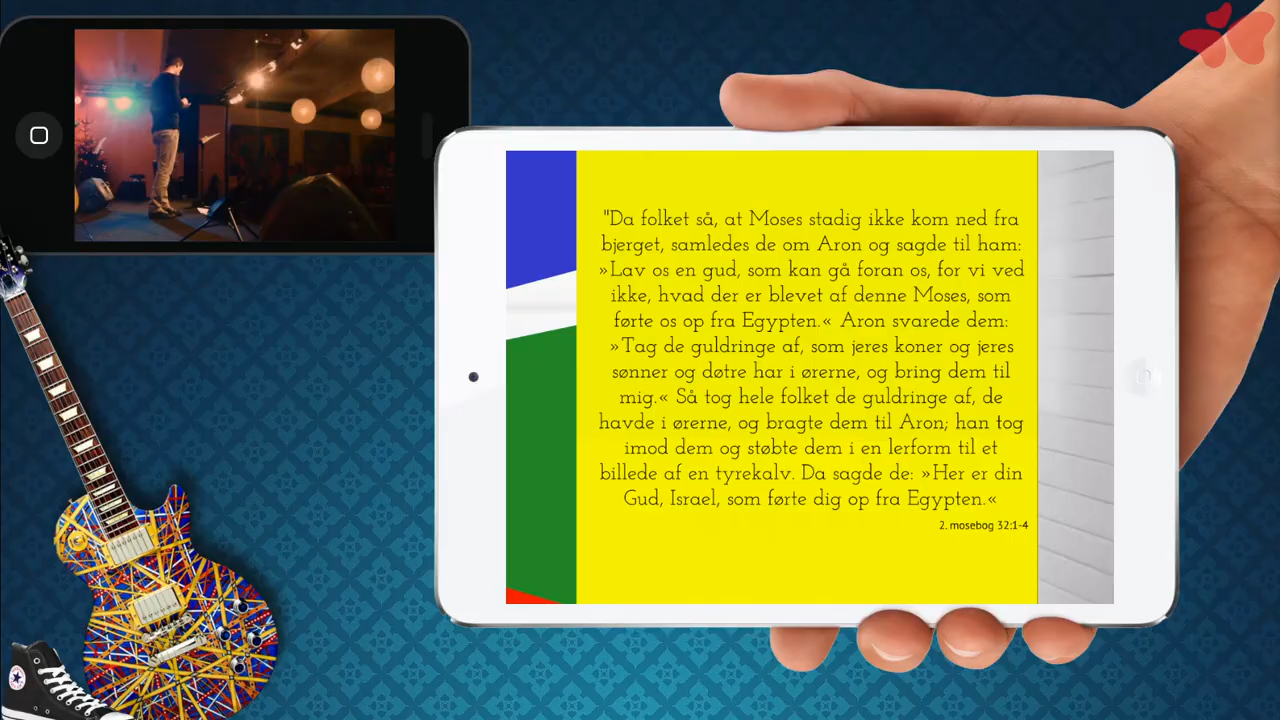 "Da folket så, at Moses stadig ikke kom ned fra
bjerget, samledes de om Aron og sagde til ham:
»Lav os en gud, som kan gå foran os, for vi ved
ikke, hvad der er blevet af denne Moses, som
førte os op fra Egypten.« Aron svarede dem:
»Tag de guldringe af, som jeres koner og jeres
sønner og døtre har i ørerne, og bring dem til
mig.« Så tog hele folket de guldringe af, de
havde i ørerne, og bragte dem til Aron; han tog
imod dem og støbte dem i en lerform til et
billede af en tyrekalv. Da sagde de: »Her er din
Gud, Israel, som førte dig op fra Egypten.«
2. mosebog 32:1-4